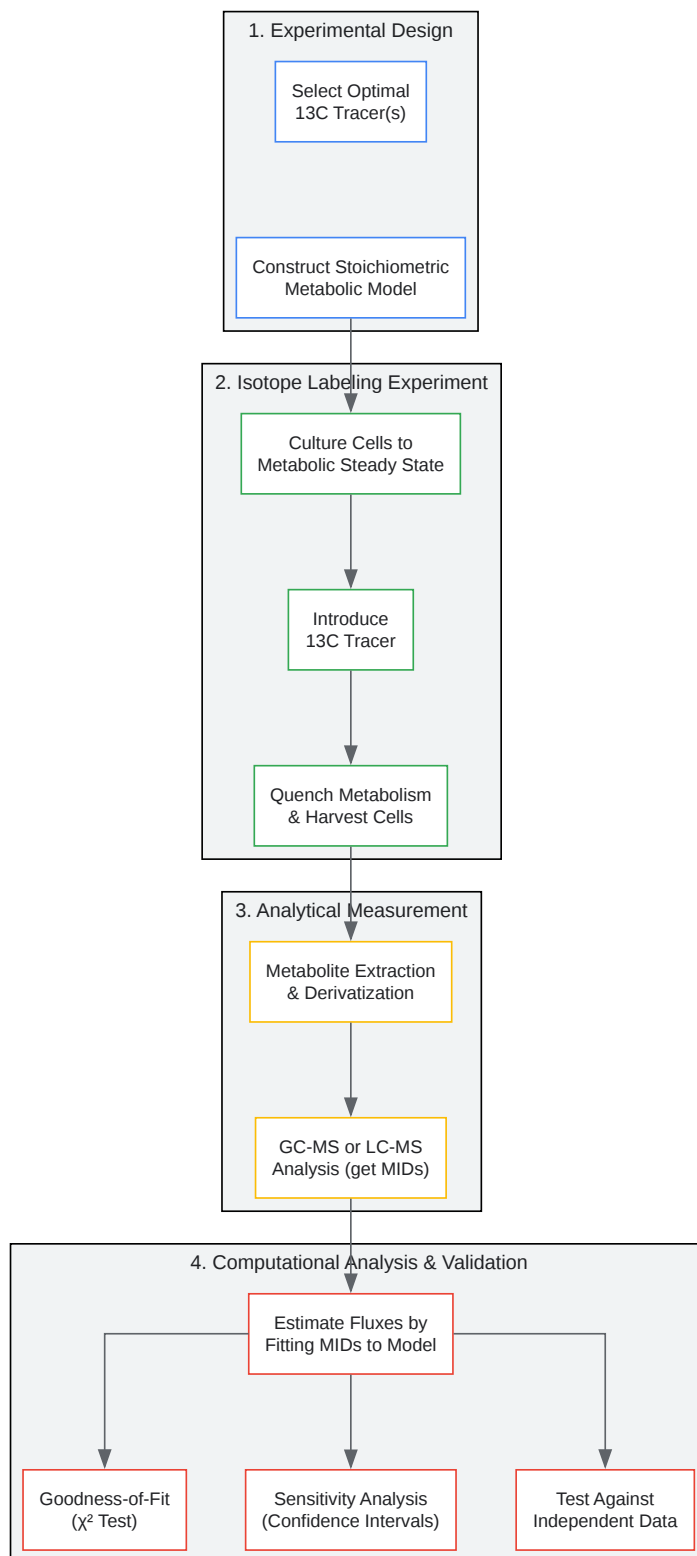 1. Experimental Design
Select Optimal
13C Tracer(s)
Construct Stoichiometric
Metabolic Model
2. Isotope Labeling Experiment
Culture Cells to
Metabolic Steady State
Introduce
13C Tracer
Quench Metabolism
& Harvest Cells
3. Analytical Measurement
Metabolite Extraction
& Derivatization
GC-MS or LC-MS
Analysis (get MIDs)
4. Computational Analysis & Validation
Estimate Fluxes by
Fitting MIDs to Model
Goodness-of-Fit
(χ² Test)
Sensitivity Analysis
(Confidence Intervals)
Test Against
Independent Data